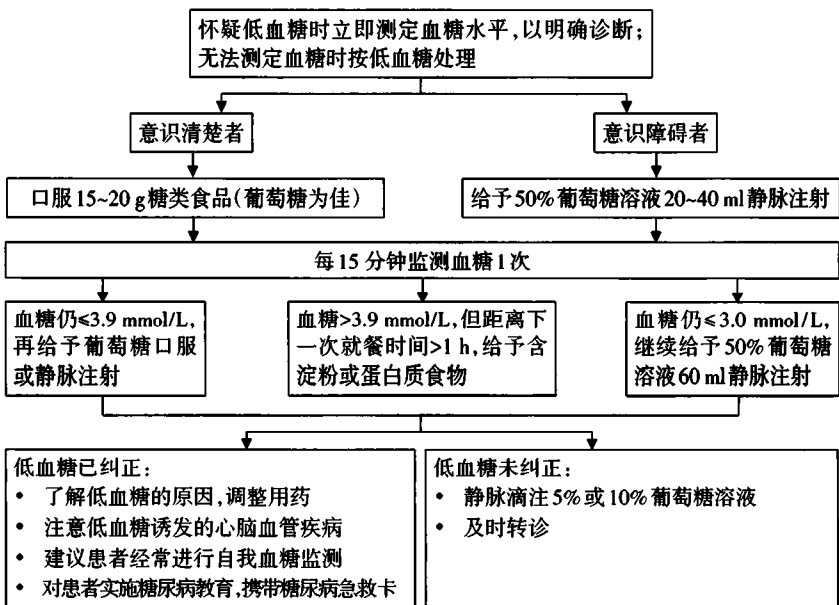 怀疑低血糖时立即测定血糖水平,以明确诊断;
无法测定血糖时按低血糖处理
意识清楚者
意识障碍者
口服15~20 g糖类食品(葡萄糖为佳)
给予50%葡萄糖溶液20~40 ml静脉注射
每15分钟监测血糖1次
血糖仍≤3.9 mmol/L,
再给予葡萄糖口服
或静脉注射
血糖>3.9 mmol/L,但距离下
一次就餐时间>1 h,给予含
淀粉或蛋白质食物
血糖仍≤3.0 mmol/L,
继续给予50%葡萄糖
溶液60 ml静脉注射
低血糖已纠正:
• 了解低血糖的原因,调整用药
• 注意低血糖诱发的心脑血管疾病
• 建议患者经常进行自我血糖监测
• 对患者实施糖尿病教育,携带糖尿病急救卡
低血糖未纠正:
• 静脉滴注5%或10%葡萄糖溶液
• 及时转诊